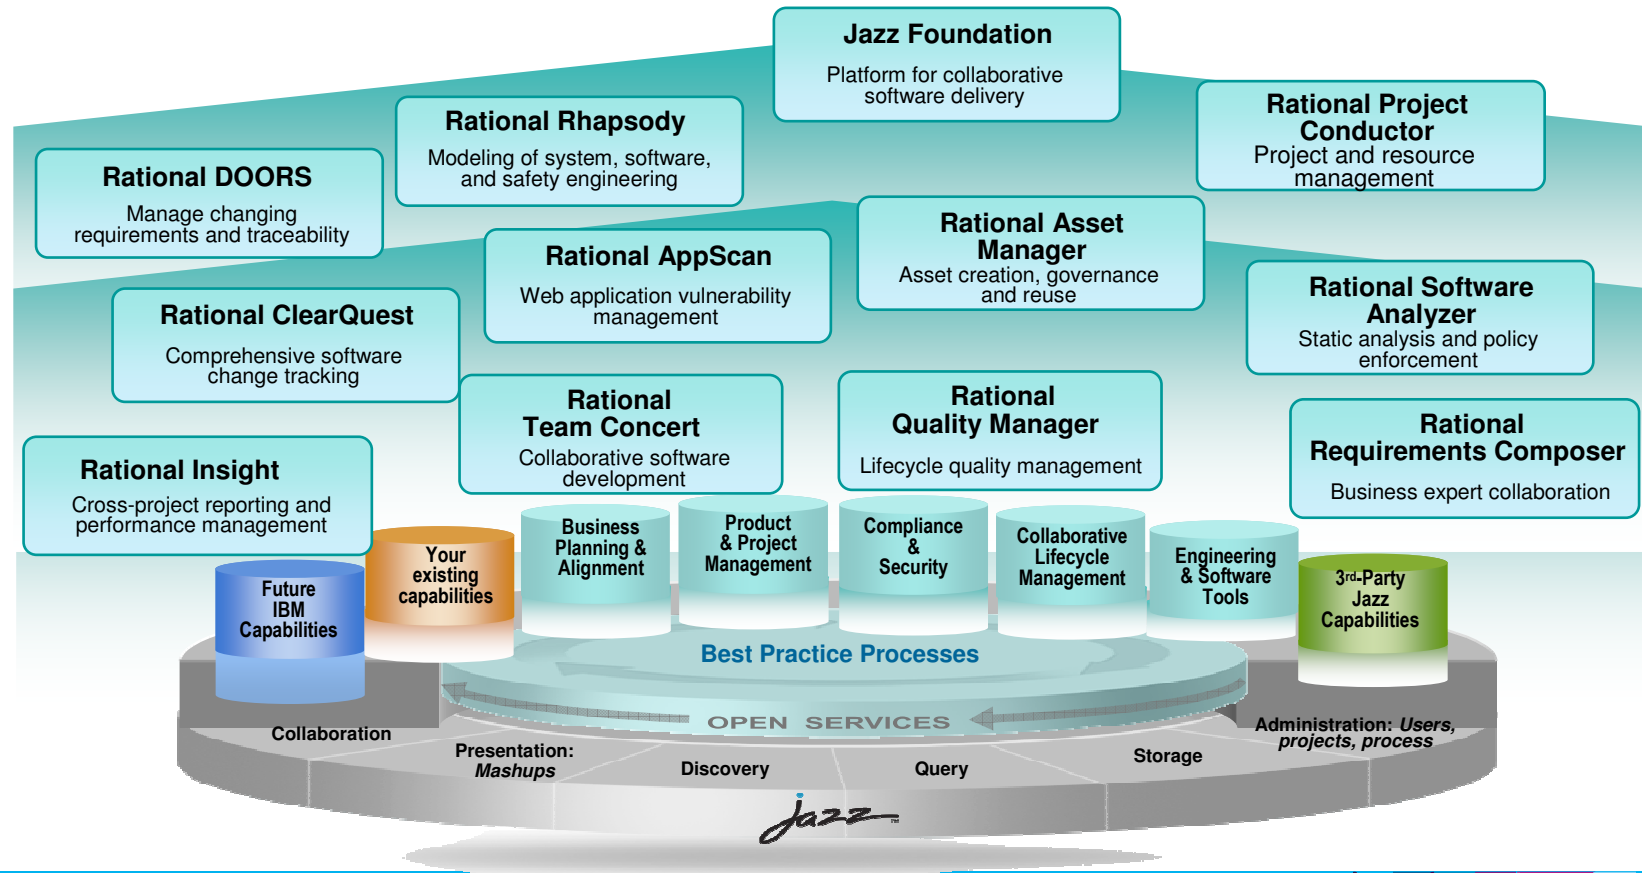 Jazz Foundation
Platform for collaborative
software delivery
Rational Rhapsody
Modeling of system, software,
and safety engineering
Rational Project
Conductor
Project and resource
management
Rational DOORS
Manage changing
requirements and traceability
Rational Asset
Manager
Asset creation, governance
and reuse
Rational AppScan
Web application vulnerability
management
Rational Software
Analyzer
Static analysis and policy
enforcement
Rational ClearQuest
Comprehensive software
change tracking
Rational
Team Concert
Collaborative software
development
Rational
Quality Manager
Lifecycle quality management
Rational
Requirements Composer
Business expert collaboration
Rational Insight
Cross-project reporting and
performance management
Future
IBM
Capabilities
Your
existing
capabilities
Business
Planning &
Alignment
Product
& Project
Management
Compliance
&
Security
Collaborative
Lifecycle
Management
Engineering
& Software
Tools
3rd-Party
Jazz
Capabilities
Best Practice Processes
OPEN SERVICES
Collaboration
Presentation:
Mashups
Discovery
Query
Storage
Administration: Users,
projects, process
jazz™